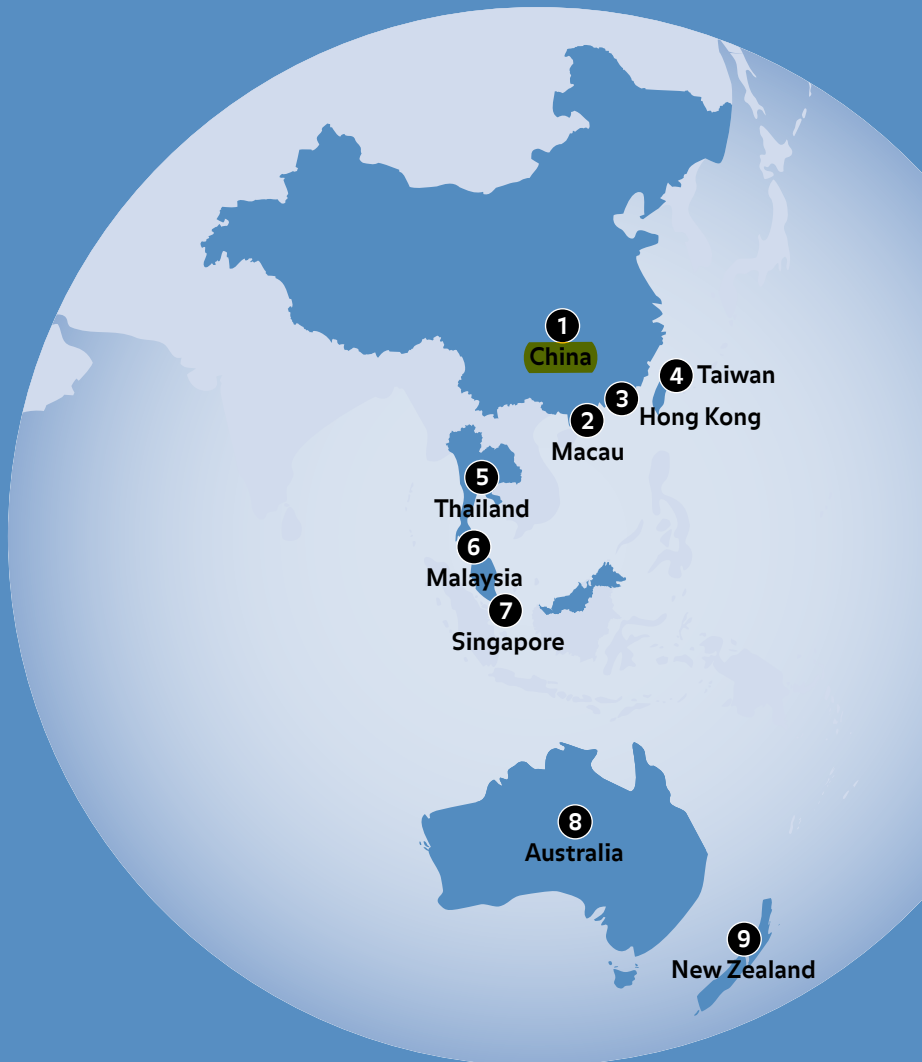 1
China
4 Taiwan
3
Hong Kong
2
Macau
5
Thailand
6
Malaysia
7
Singapore
8
Australia
9
New Zealand